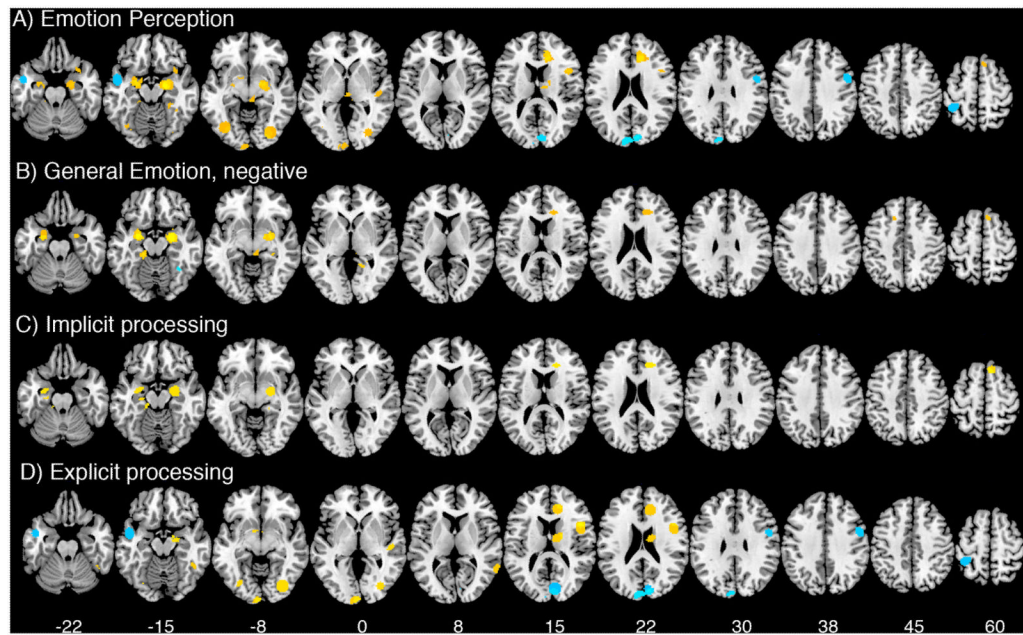 A) Emotion Perception
B) General Emotion, negative
C) Implicit processing
D) Explicit processing
-22 -15 -8 0 8 15 22 30 38 45 60